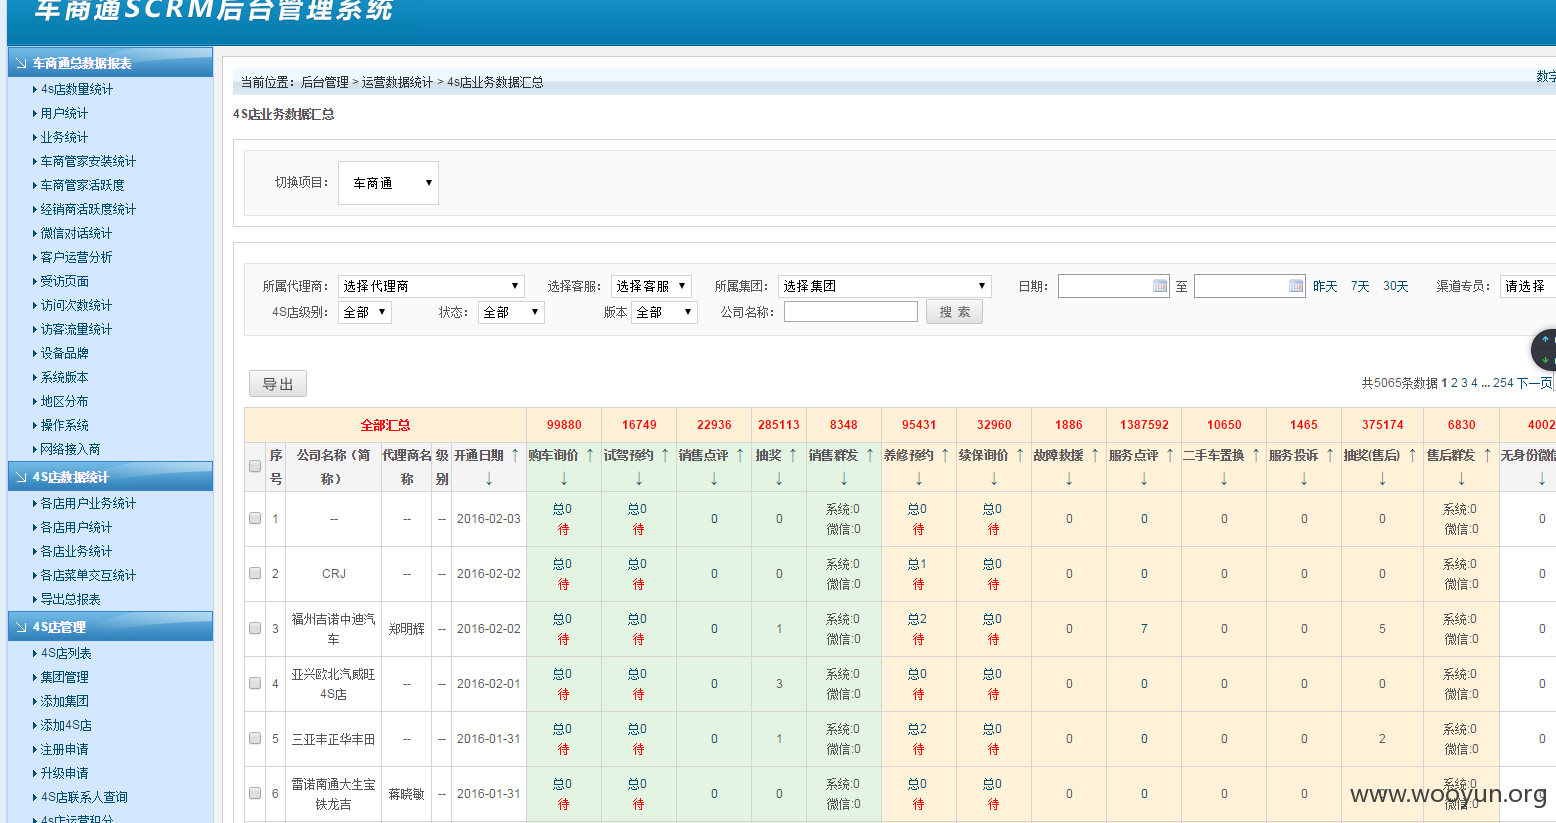 车商通SCRM后台管理系统
车商通总数据报表
4s店数量统计
用户统计
业务统计
车商管家安装统计
车商管家活跃度
经销商活跃度统计
微信对话统计
客户运营分析
受访页面
访问次数统计
访客流量统计
设备品牌
系统版本
地区分布
操作系统
网络接入商
4S店数据统计
各店用户业务统计
各店用户统计
各店业务统计
各店菜单交互统计
导出总报表
4S店管理
4S店列表
集团管理
添加集团
添加4S店
注册申请
升级申请
4S店联系人查询
4s店运营积分
当前位置：后台管理 > 运营数据统计 > 4s店业务数据汇总 数字
4S店业务数据汇总
切换项目： 车商通
所属代理商： 选择代理商 选择客服： 选择客服 所属集团： 选择集团 日期： 至 昨天 7天 30天 渠道专员： 请选择
4S店级别： 全部 状态： 全部 版本 全部 公司名称： 搜 索
导出
共5065条数据 1 2 3 4 ... 254 下一页
全部汇总 99880 16749 22936 285113 8348 95431 32960 1886 1387592 10650 1465 375174 6830 4002
序号 公司名称（简称） 代理商名称 级别 开通日期 ↑↓ 购车询价 ↑↓ 试驾预约 ↑↓ 销售点评 ↑↓ 抽奖 ↑↓ 销售群发 ↑↓ 养修预约 ↑↓ 续保询价 ↑↓ 故障救援 ↑↓ 服务点评 ↑↓ 二手车置换 ↑↓ 服务投诉 ↑↓ 抽奖(售后) ↑↓ 售后群发 ↑↓ 无身份微信 ↓
1 -- -- -- 2016-02-03 总0 待 总0 待 0 0 系统:0 微信:0 总0 待 总0 待 0 0 0 0 0 系统:0 微信:0 0
2 CRJ -- -- 2016-02-02 总0 待 总0 待 0 0 系统:0 微信:0 总1 待 总0 待 0 0 0 0 0 系统:0 微信:0 0
3 福州吉诺中迪汽车 郑明辉 -- 2016-02-02 总0 待 总0 待 0 1 系统:0 微信:0 总2 待 总0 待 0 7 0 0 5 系统:0 微信:0 0
4 亚兴欧北汽威旺4S店 -- -- 2016-02-01 总0 待 总0 待 0 3 系统:0 微信:0 总0 待 总0 待 0 0 0 0 0 系统:0 微信:0 0
5 三亚丰正华丰田 -- -- 2016-01-31 总0 待 总0 待 0 1 系统:0 微信:0 总2 待 总0 待 0 0 0 0 2 系统:0 微信:0 0
6 雷诺南通大生宝铁龙吉 蒋晓敏 -- 2016-01-31 总0 待 总0 待 0 0 系统:0 微信:0 总0 待 总0 待 0 0 0 0 0 系统:0 微信:0 0
www.wooyun.org